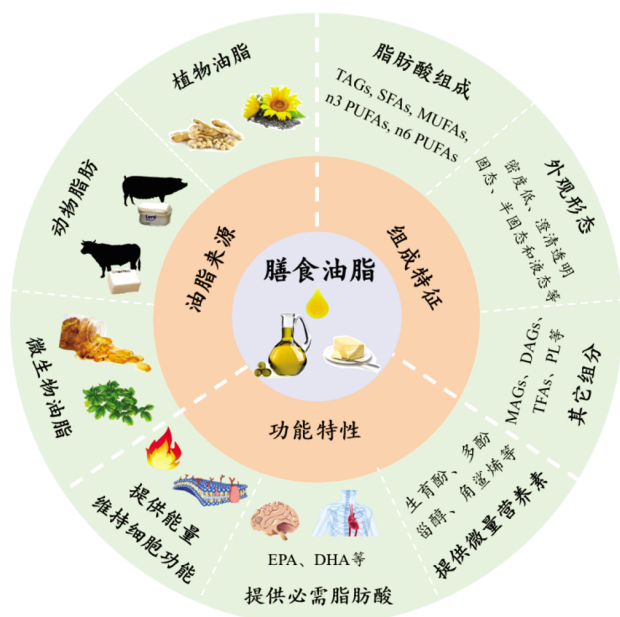 膳食油脂
油脂来源
植物油脂
动物脂肪
微生物油脂
组成特征
脂肪酸组成
TAGs, SFAs, MUFAs,
n3 PUFAs, n6 PUFAs
外观形态
密度低、澄清透明
固态、半固态和液态等
其它组分
MAGs、DAGs、
TFAs、PL等
功能特性
提供能量
维持细胞功能
EPA、DHA等
提供必需脂肪酸
生育酚、多酚
甾醇、角鲨烯等
提供微量营养素